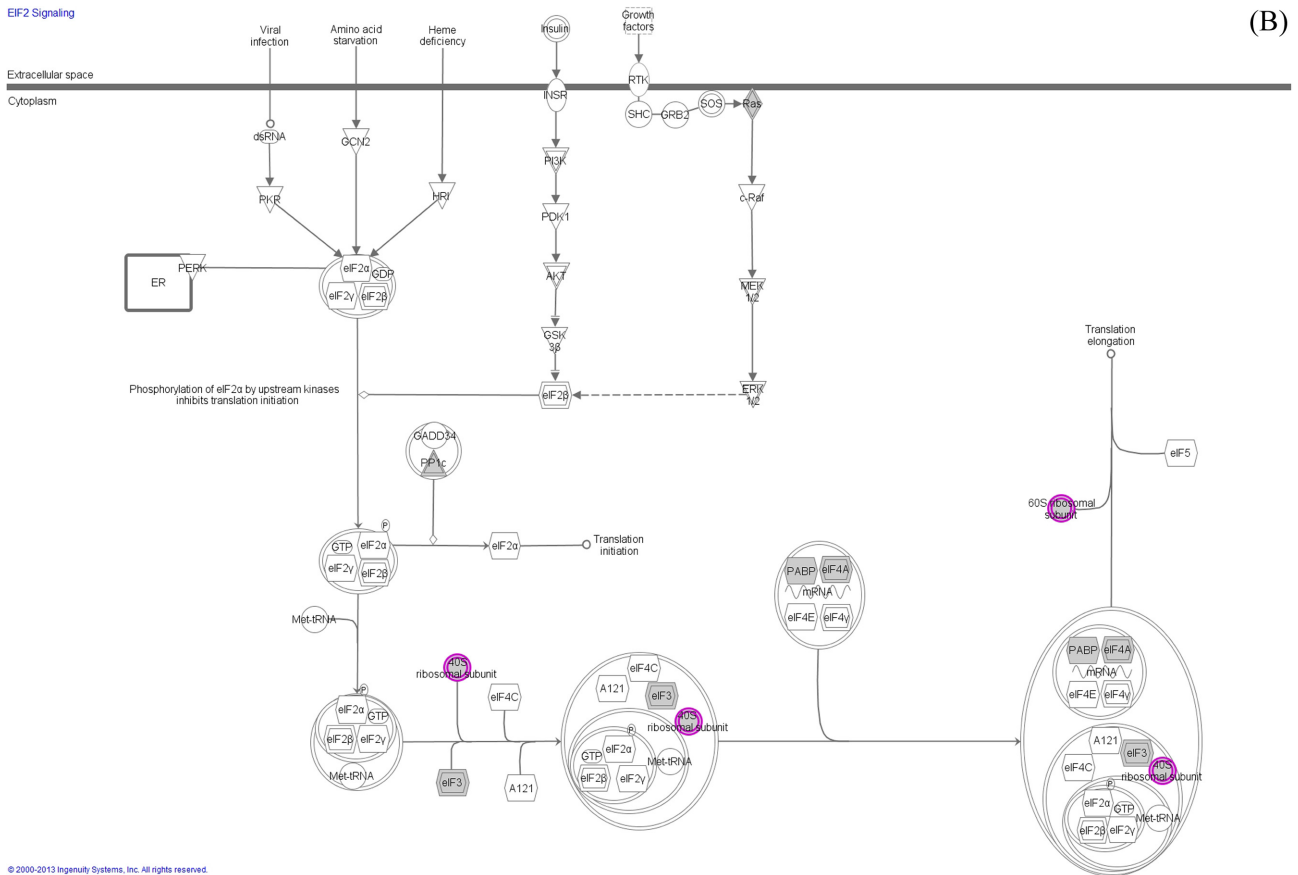 EIF2 Signaling
(B)
Viral
infection
Amino acid
starvation
Heme
deficiency
Insulin
Growth
factors
Extracellular space
Cytoplasm
RTK
INSR
SHC
GRB2
SOS
Ras
dsRNA
GCN2
PI3K
PKR
HRI
c-Raf
PDK1
ER
PERK
eIF2α
GDP
eIF2γ
eIF2β
AKT
MEK
1/2
GSK
3β
Translation
elongation
Phosphorylation of eIF2α by upstream kinases
inhibits translation initiation
eIF2β
ERK
1/2
GADD34
PP1c
eIF5
60S ribosomal
subunit
P
GTP
eIF2α
eIF2γ
eIF2β
eIF2α
Translation
initiation
PABP
eIF4A
mRNA
eIF4E
eIF4γ
Met-tRNA
40S
ribosomal subunit
eIF4C
P
eIF2α
GTP
eIF2β
eIF2γ
Met-tRNA
eIF3
A121
eIF4C
A121
eIF3
40S
ribosomal subunit
P
GTP
eIF2α
Met-tRNA
eIF2β
eIF2γ
PABP
eIF4A
mRNA
eIF4E
eIF4γ
A121
eIF3
eIF4C
40S
ribosomal subunit
P
eIF2α
GTP
Met-tRNA
eIF2β
eIF2γ
© 2000-2013 Ingenuity Systems, Inc. All rights reserved.